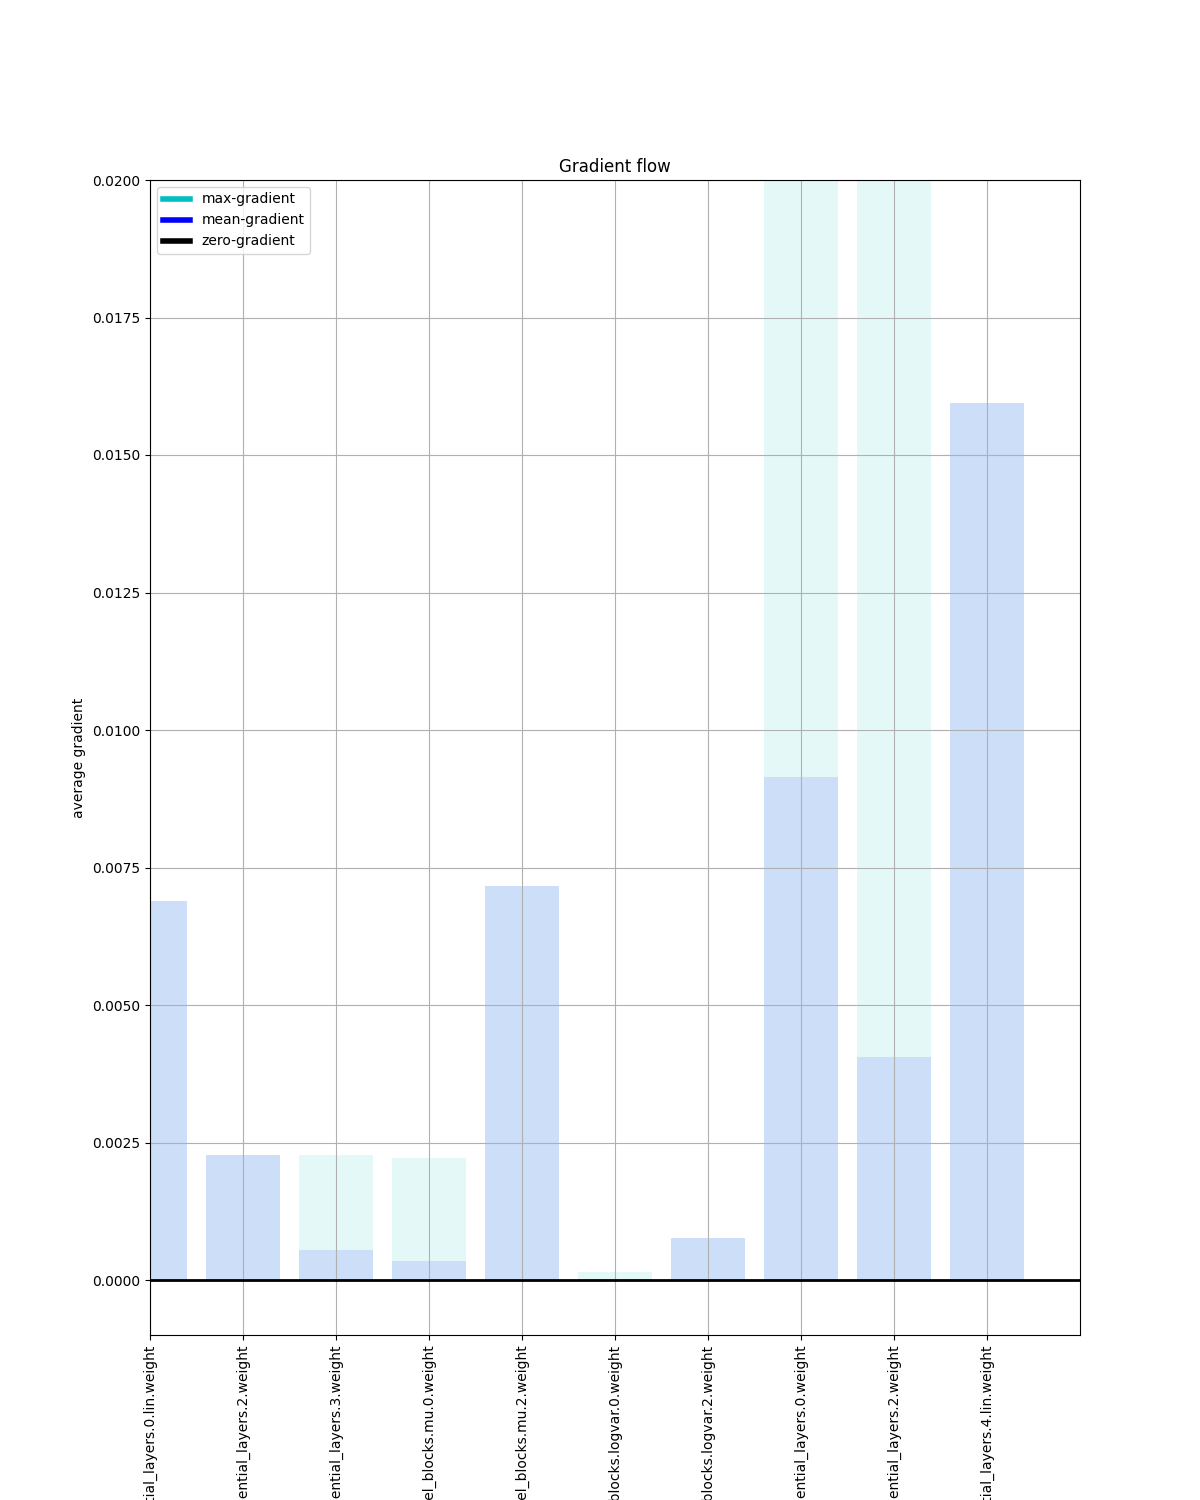 Gradient flow
max-gradient
mean-gradient
zero-gradient
0.0200
0.0175
0.0150
0.0125
0.0100
0.0075
0.0050
0.0025
0.0000
average gradient
tial_layers.0.lin.weight
ential_layers.2.weight
ential_layers.3.weight
el_blocks.mu.0.weight
el_blocks.mu.2.weight
blocks.logvar.0.weight
blocks.logvar.2.weight
ential_layers.0.weight
ential_layers.2.weight
tial_layers.4.lin.weight